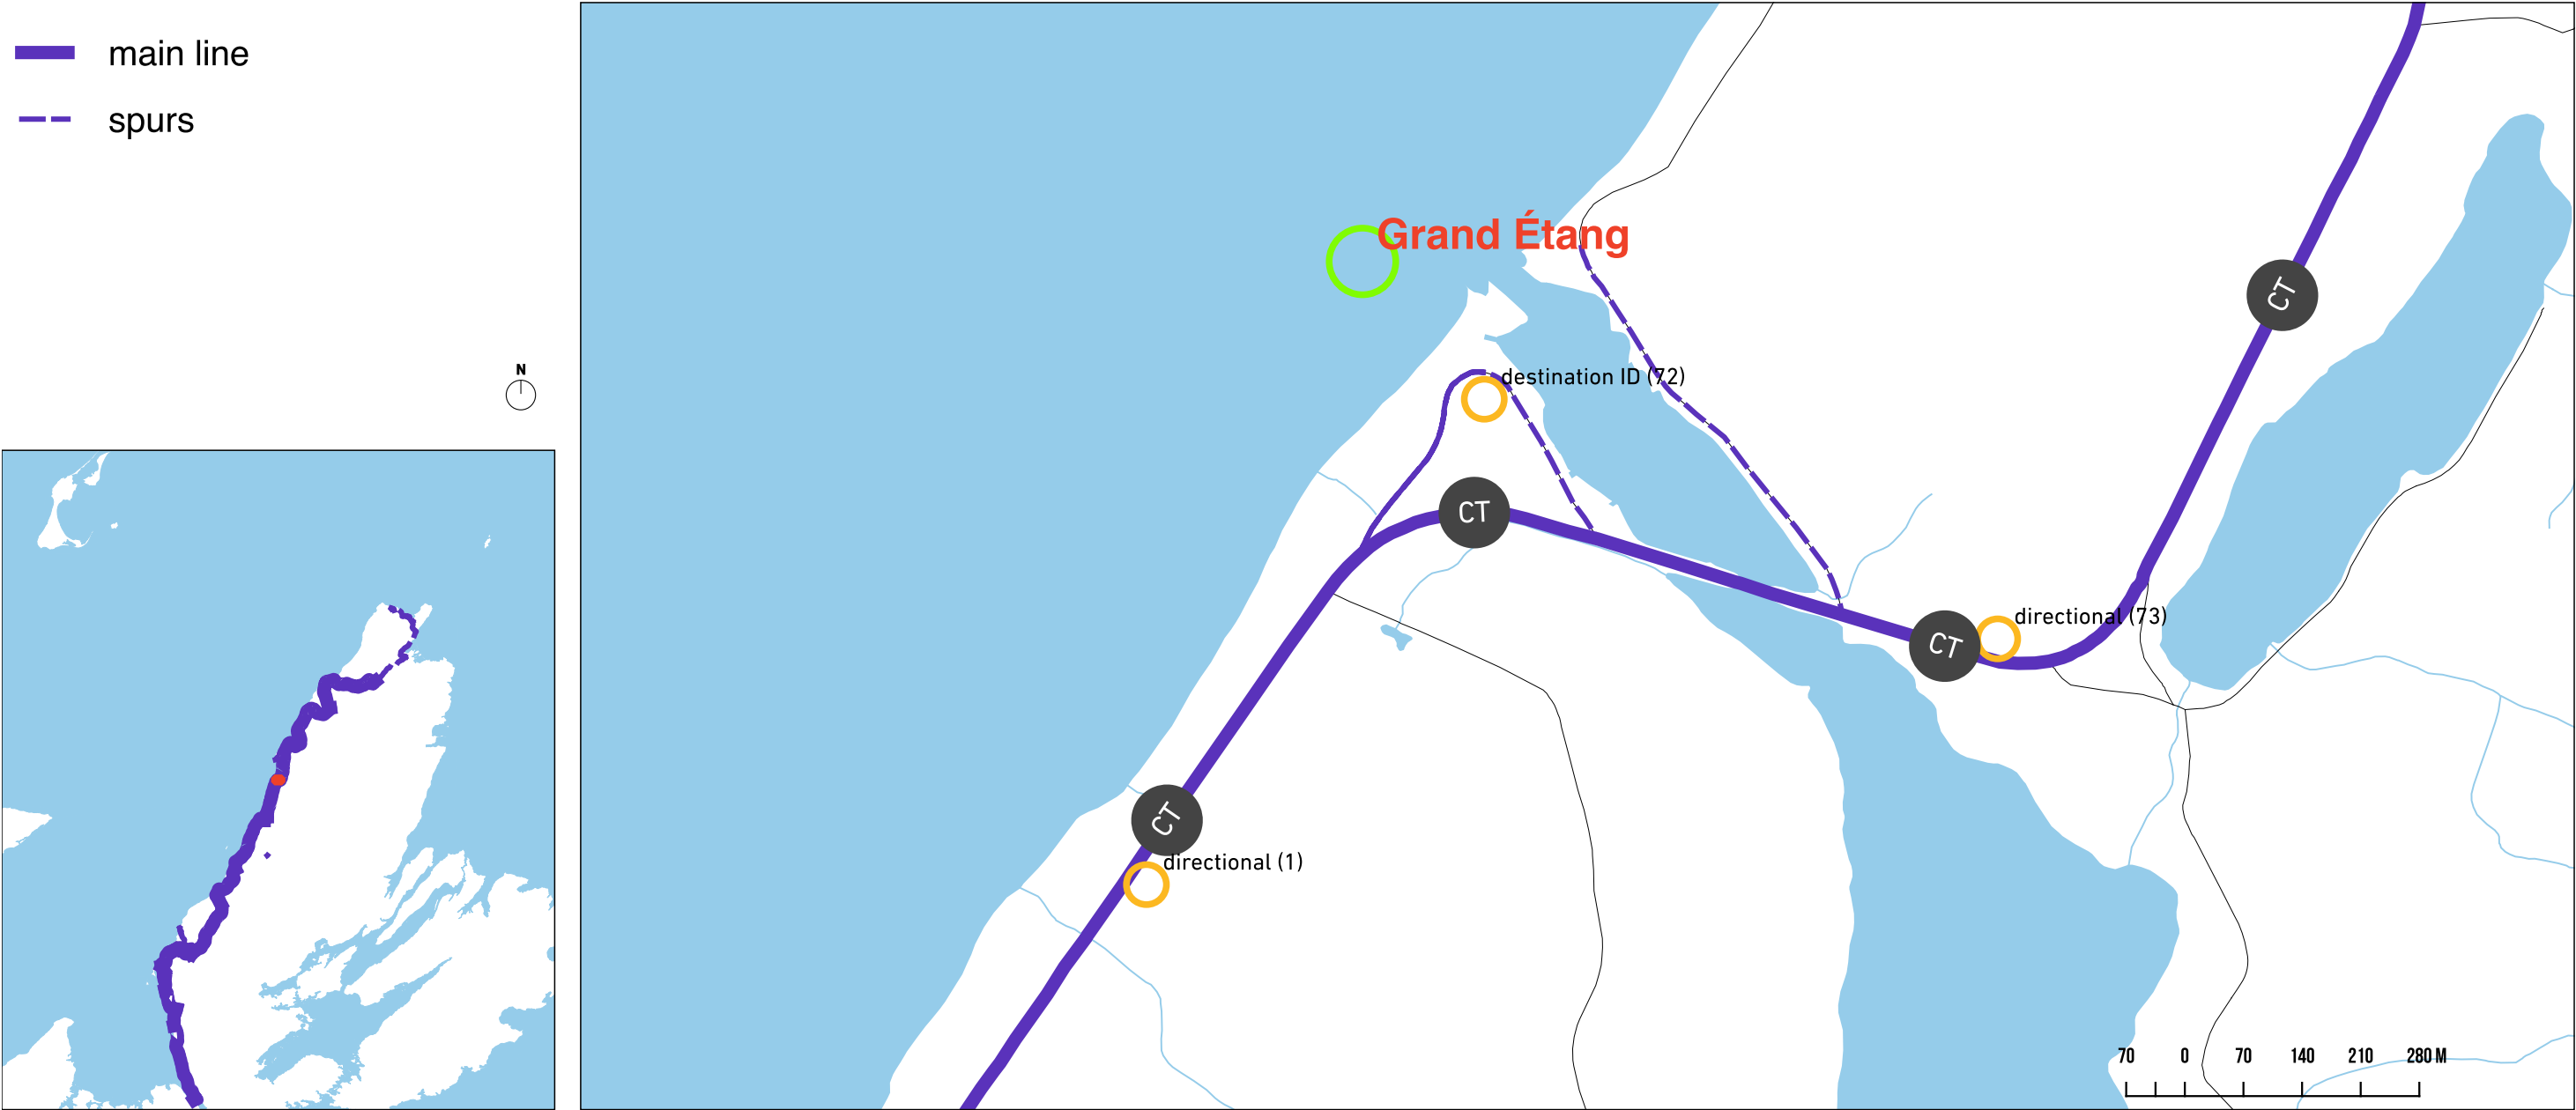 main line
spurs
N
Grand Étang
destination ID (72)
CT
CT
directional (73)
CT
CT
directional (1)
70 0 70 140 210 280 M